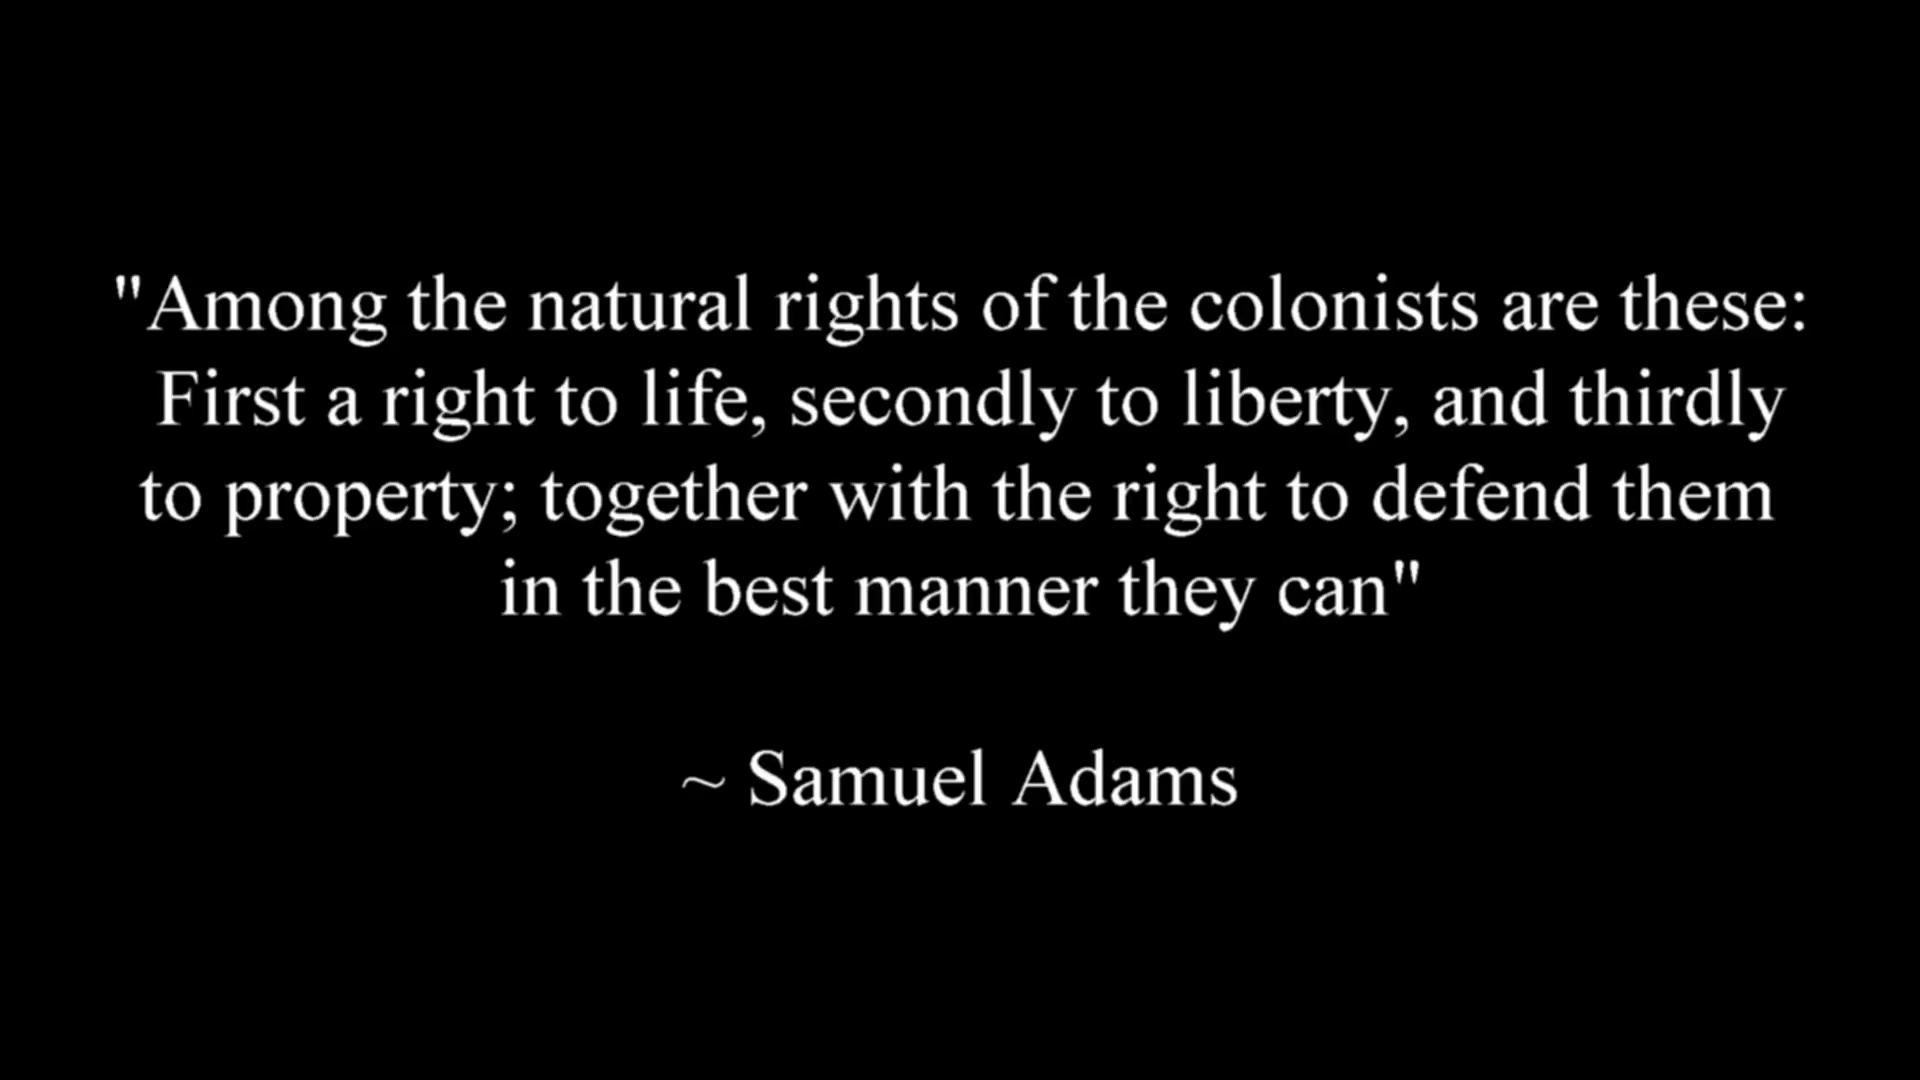 "Among the natural rights of the colonists are these:
First a right to life, secondly to liberty, and thirdly
to property; together with the right to defend them
in the best manner they can"
~ Samuel Adams